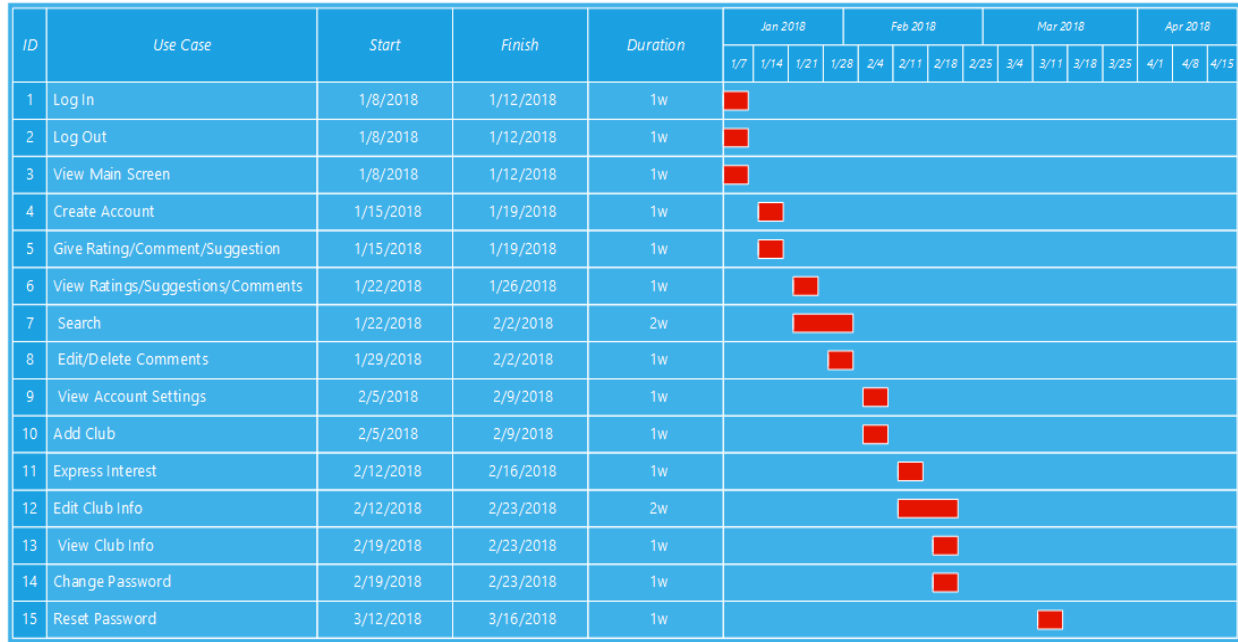 ID Use Case Start Finish Duration Jan 2018 Feb 2018 Mar 2018 Apr 2018
1/7 1/14 1/21 1/28 2/4 2/11 2/18 2/25 3/4 3/11 3/18 3/25 4/1 4/8 4/15
1 Log In 1/8/2018 1/12/2018 1w
2 Log Out 1/8/2018 1/12/2018 1w
3 View Main Screen 1/8/2018 1/12/2018 1w
4 Create Account 1/15/2018 1/19/2018 1w
5 Give Rating/Comment/Suggestion 1/15/2018 1/19/2018 1w
6 View Ratings/Suggestions/Comments 1/22/2018 1/26/2018 1w
7 Search 1/22/2018 2/2/2018 2w
8 Edit/Delete Comments 1/29/2018 2/2/2018 1w
9 View Account Settings 2/5/2018 2/9/2018 1w
10 Add Club 2/5/2018 2/9/2018 1w
11 Express Interest 2/12/2018 2/16/2018 1w
12 Edit Club Info 2/12/2018 2/23/2018 2w
13 View Club Info 2/19/2018 2/23/2018 1w
14 Change Password 2/19/2018 2/23/2018 1w
15 Reset Password 3/12/2018 3/16/2018 1w